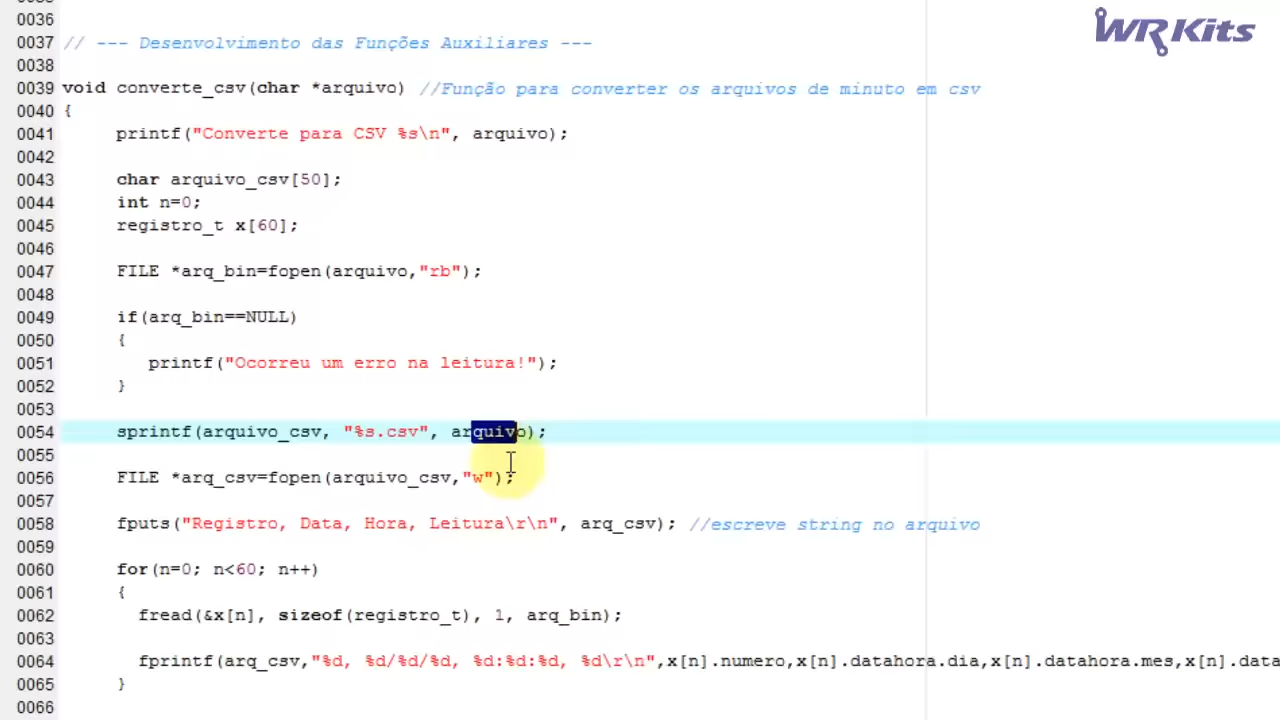 WR Kits
0036
0037 // --- Desenvolvimento das Funções Auxiliares ---
0038
0039 void converte_csv(char *arquivo) //Função para converter os arquivos de minuto em csv
0040 {
0041 printf("Converte para CSV %s\n", arquivo);
0042
0043 char arquivo_csv[50];
0044 int n=0;
0045 registro_t x[60];
0046
0047 FILE *arq_bin=fopen(arquivo,"rb");
0048
0049 if(arq_bin==NULL)
0050 {
0051 printf("Ocorreu um erro na leitura!");
0052 }
0053
0054 sprintf(arquivo_csv, "%s.csv", arquivo);
0055
0056 FILE *arq_csv=fopen(arquivo_csv,"w");
0057
0058 fputs("Registro, Data, Hora, Leitura\r\n", arq_csv); //escreve string no arquivo
0059
0060 for(n=0; n<60; n++)
0061 {
0062 fread(&x[n], sizeof(registro_t), 1, arq_bin);
0063
0064 fprintf(arq_csv,"%d, %d/%d/%d, %d:%d:%d, %d\r\n",x[n].numero,x[n].datahora.dia,x[n].datahora.mes,x[n].data
0065 }
0066